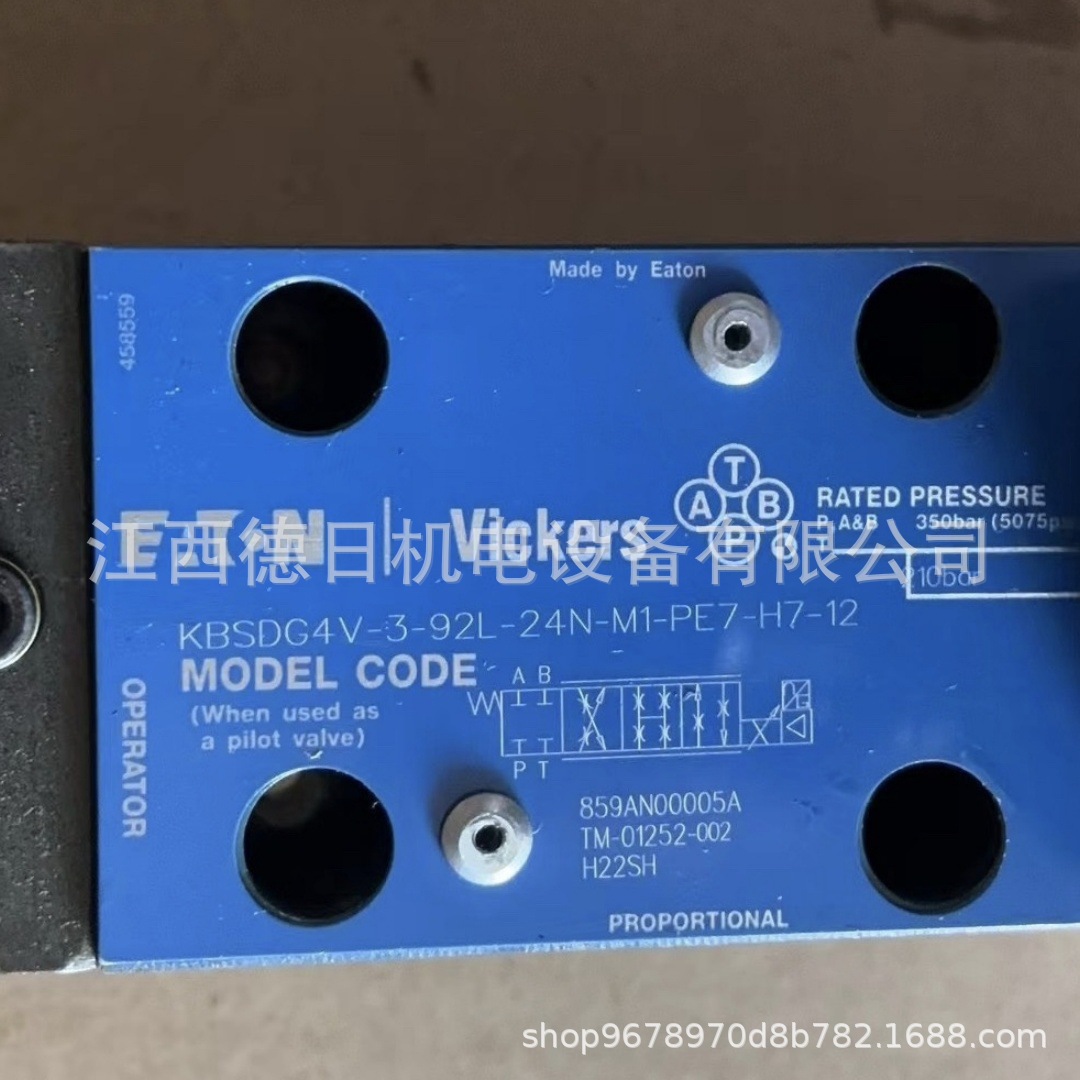 Made by Eaton
458559
T
A B
P
RATED PRESSURE
P,A&B 350bar (5075psi
T
210bar
EATON | Vickers
江西德日机电设备有限公司
KBSDG4V-3-92L-24N-M1-PE7-H7-12
MODEL CODE
(When used as
a pilot valve)
OPERATOR
A B
P T
859AN00005A
TM-01252-002
H22SH
PROPORTIONAL
shop9678970d8b782.1688.com